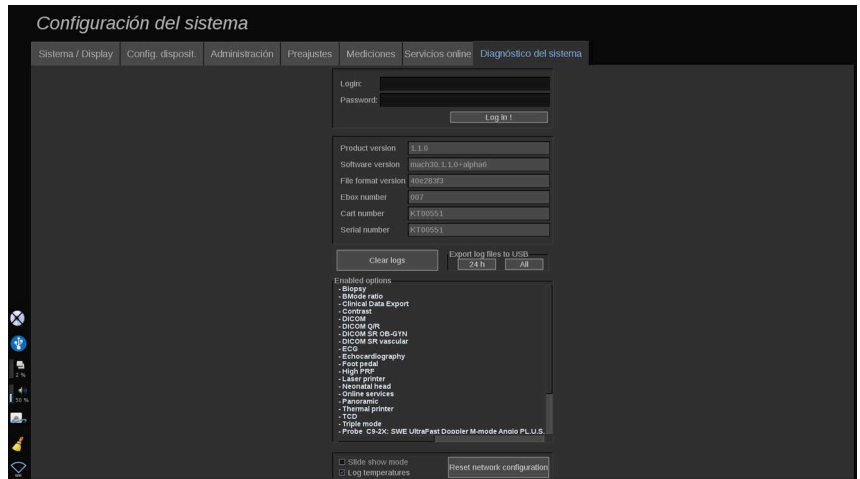 Configuración del sistema
Sistema / Display Config. disposit. Administración Preajustes Mediciones Servicios online Diagnóstico del sistema
Login:
Password:
Log in !
Product version 1.1.0
Software version mach30.1.1.0+alpha6
File format version 40e283f3
Ebox number 007
Cart number KT00551
Serial number KT00551
Clear logs
Export log files to USB
24 h All
Enabled options
- Biopsy
- BMode ratio
- Clinical Data Export
- Contrast
- DICOM
- DICOM Q/R
- DICOM SR OB-GYN
- DICOM SR vascular
- ECG
- Echocardiography
- Foot pedal
- High PRF
- Laser printer
- Neonatal head
- Online services
- Panoramic
- Thermal printer
- TCD
- Triple mode
- Probe C9-2X: SWE UltraFast Doppler M-mode Angio PL.U.S.
2 %
50 %
Slide show mode
Log temperatures
Reset network configuration